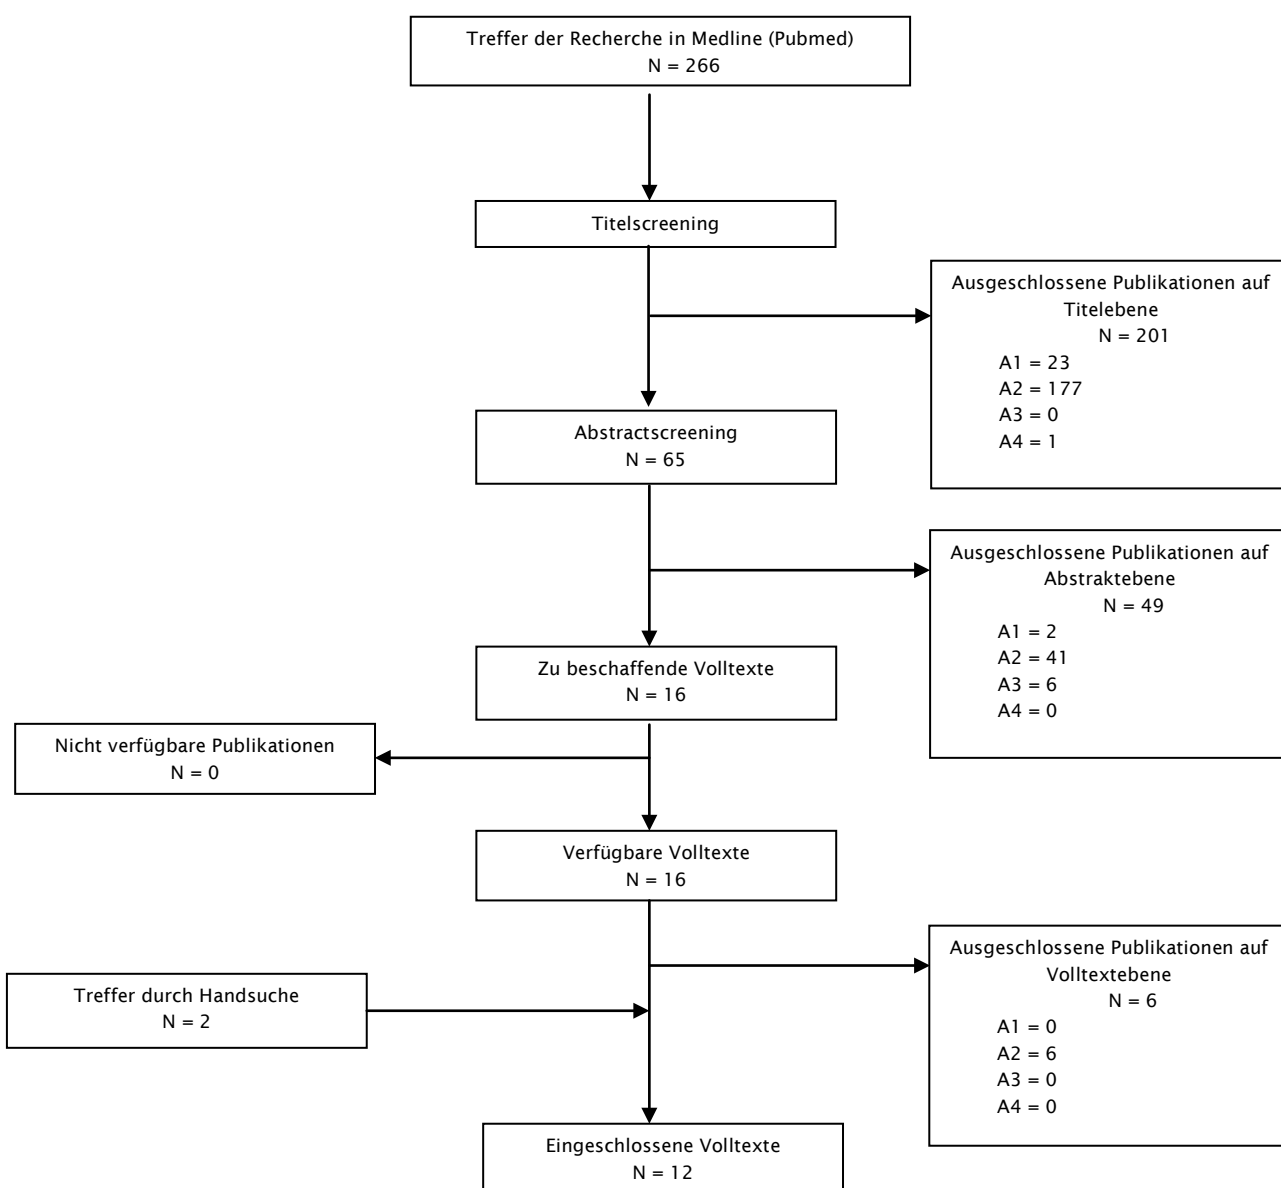 Treffer der Recherche in Medline (Pubmed)
N = 266
Titelscreening
Ausgeschlossene Publikationen auf
Titelebene
N = 201
A1 = 23
A2 = 177
A3 = 0
A4 = 1
Abstractscreening
N = 65
Ausgeschlossene Publikationen auf
Abstraktebene
N = 49
A1 = 2
A2 = 41
A3 = 6
A4 = 0
Zu beschaffende Volltexte
N = 16
Nicht verfügbare Publikationen
N = 0
Verfügbare Volltexte
N = 16
Ausgeschlossene Publikationen auf
Volltextebene
N = 6
A1 = 0
A2 = 6
A3 = 0
A4 = 0
Treffer durch Handsuche
N = 2
Eingeschlossene Volltexte
N = 12